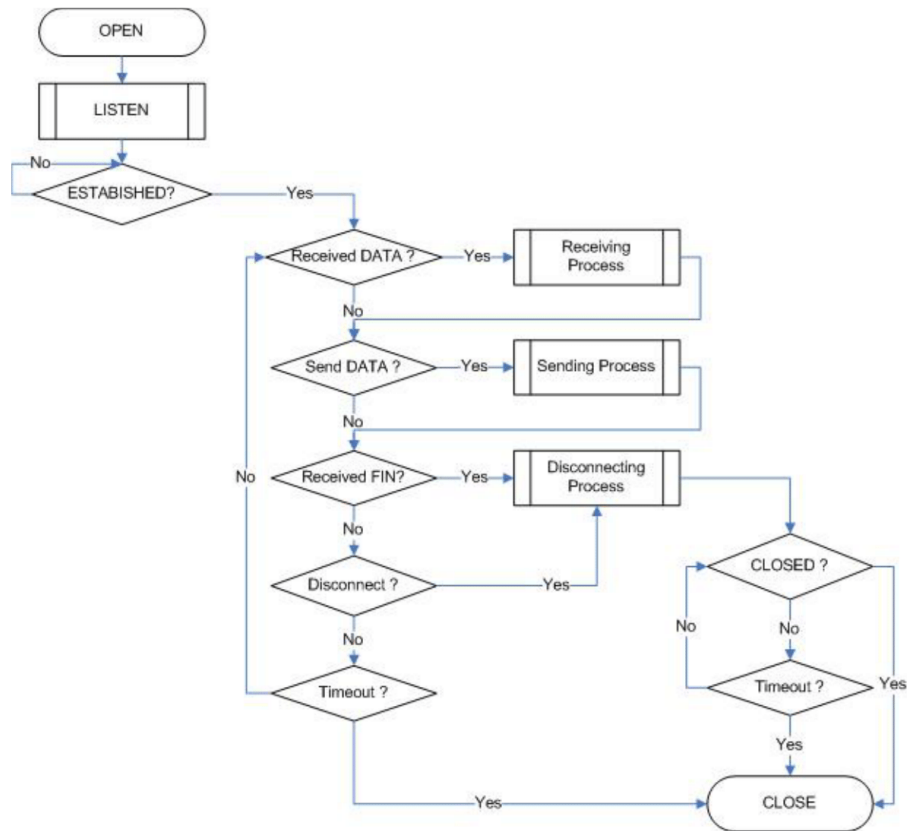 OPEN
LISTEN
No
ESTABISHED?
Yes
Received DATA ?
Yes
Receiving
Process
No
Send DATA ?
Yes
Sending Process
No
No
Received FIN?
Yes
Disconnecting
Process
No
CLOSED ?
Disconnect ?
Yes
No
No
No
Timeout ?
Timeout ?
Yes
Yes
Yes
CLOSE